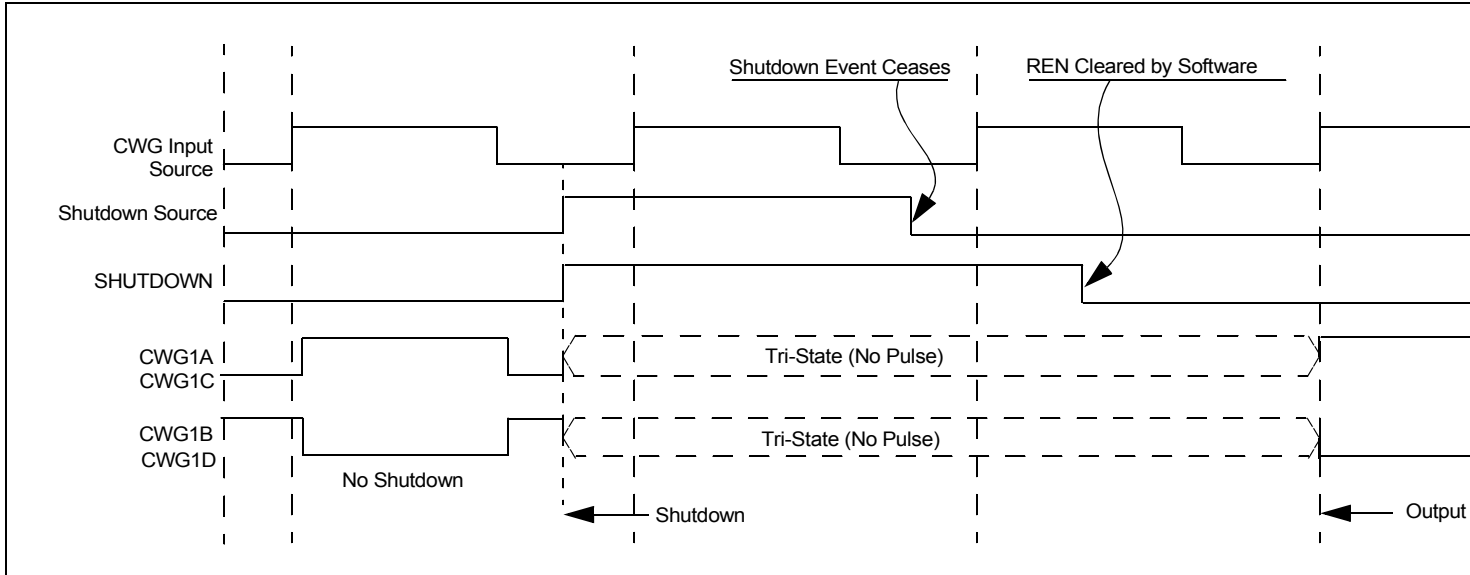 Shutdown Event Ceases
REN Cleared by Software
CWG Input
Source
Shutdown Source
SHUTDOWN
CWG1A
CWG1C
Tri-State (No Pulse)
CWG1B
CWG1D
Tri-State (No Pulse)
No Shutdown
Shutdown
Output